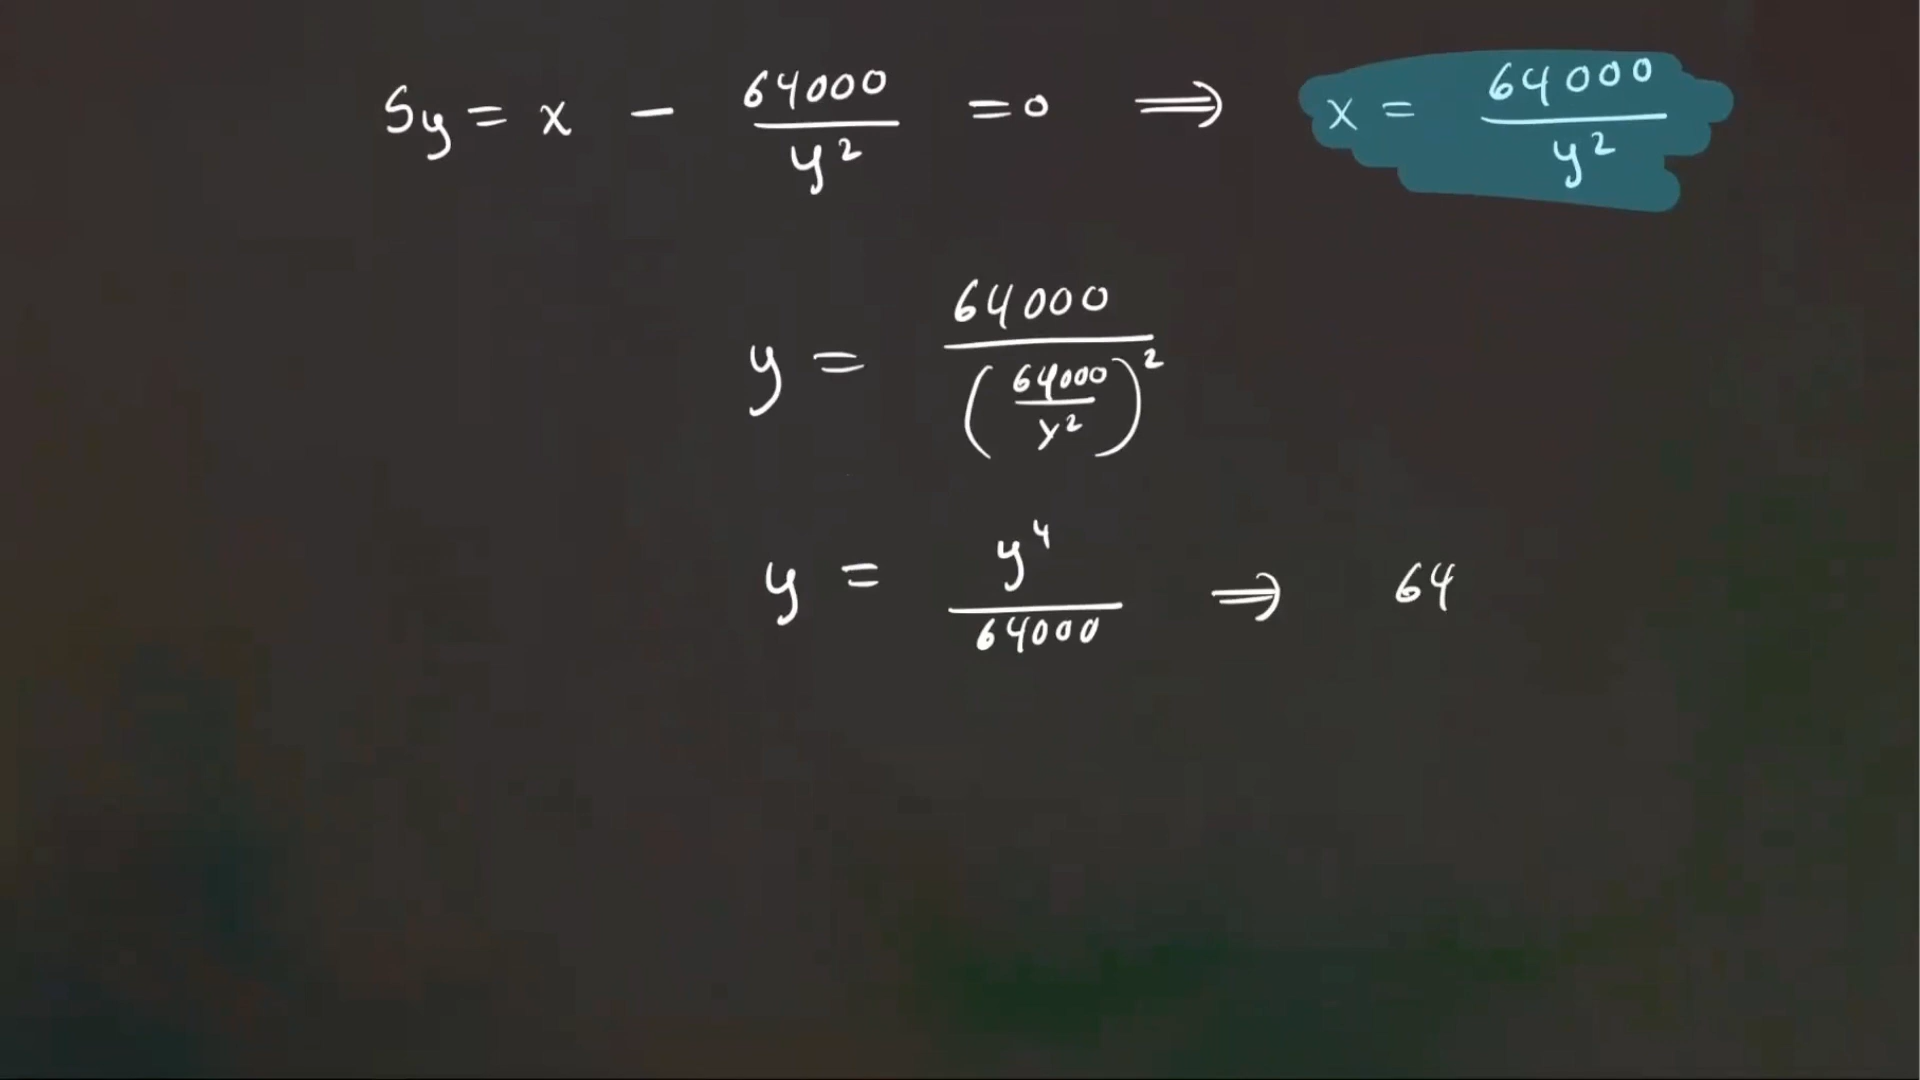 Sy = x - 64000/y² = 0 ⟹ x = 64000/y²
y = 64000/(64000/y²)²
y = y⁴/64000 ⟹ 64